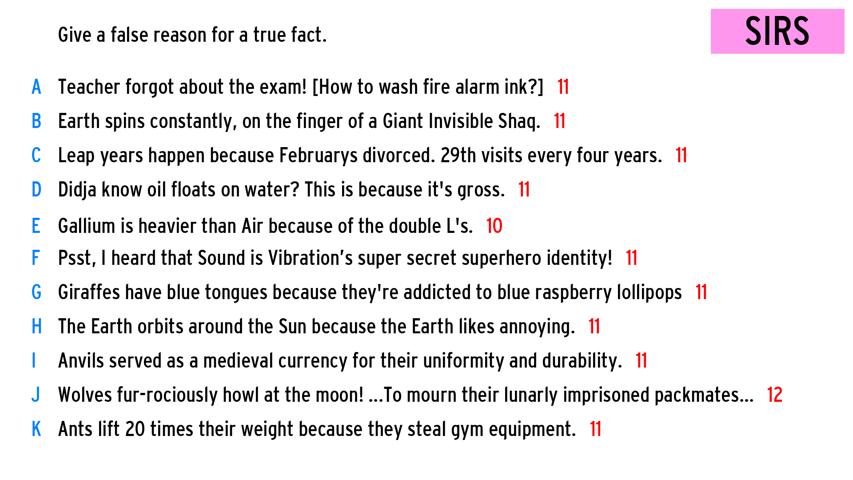 Give a false reason for a true fact.
SIRS
A Teacher forgot about the exam! [How to wash fire alarm ink?] 11
B Earth spins constantly, on the finger of a Giant Invisible Shaq. 11
C Leap years happen because Februarys divorced. 29th visits every four years. 11
D Didja know oil floats on water? This is because it's gross. 11
E Gallium is heavier than Air because of the double L's. 10
F Psst, I heard that Sound is Vibration’s super secret superhero identity! 11
G Giraffes have blue tongues because they're addicted to blue raspberry lollipops 11
H The Earth orbits around the Sun because the Earth likes annoying. 11
I Anvils served as a medieval currency for their uniformity and durability. 11
J Wolves fur-rociously howl at the moon! ...To mourn their lunarly imprisoned packmates... 12
K Ants lift 20 times their weight because they steal gym equipment. 11